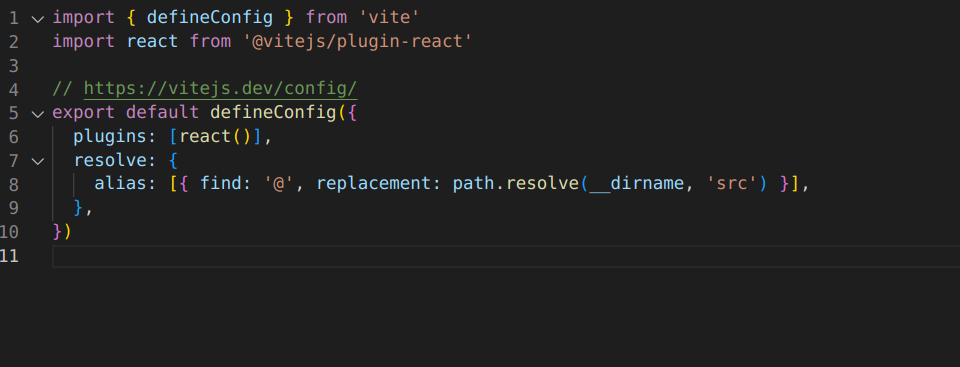 1 import { defineConfig } from 'vite'
2 import react from '@vitejs/plugin-react'
3
4 // https://vitejs.dev/config/
5 export default defineConfig({
6   plugins: [react()],
7   resolve: {
8     alias: [{ find: '@', replacement: path.resolve(__dirname, 'src') }],
9   },
10 })
11